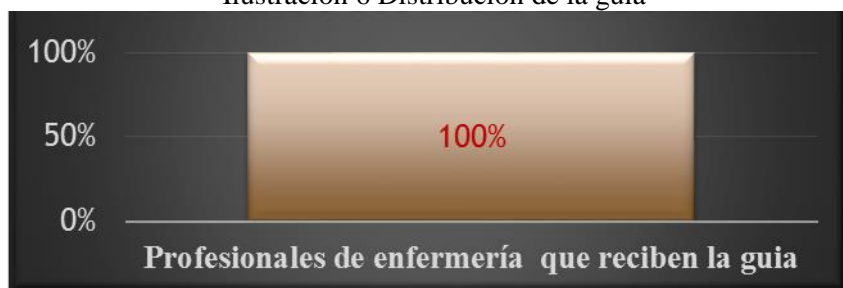 Ilustración 6 Distribución de la guía
100%
50%
100%
0%
Profesionales de enfermería que reciben la guia